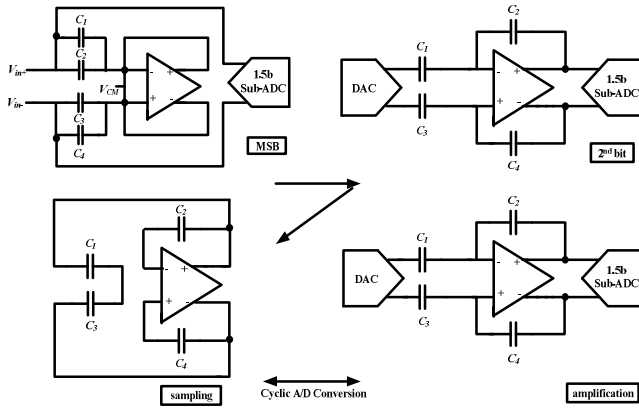 C1
C2
Vin+
VCM
Vin-
C3
C4
- +
+ -
1.5b
Sub-ADC
MSB
C2
C1
DAC
C3
- +
+ -
C4
1.5b
Sub-ADC
2nd bit
C1
C3
C2
- +
+ -
C4
sampling
C2
C1
DAC
C3
- +
+ -
C4
1.5b
Sub-ADC
amplification
Cyclic A/D Conversion